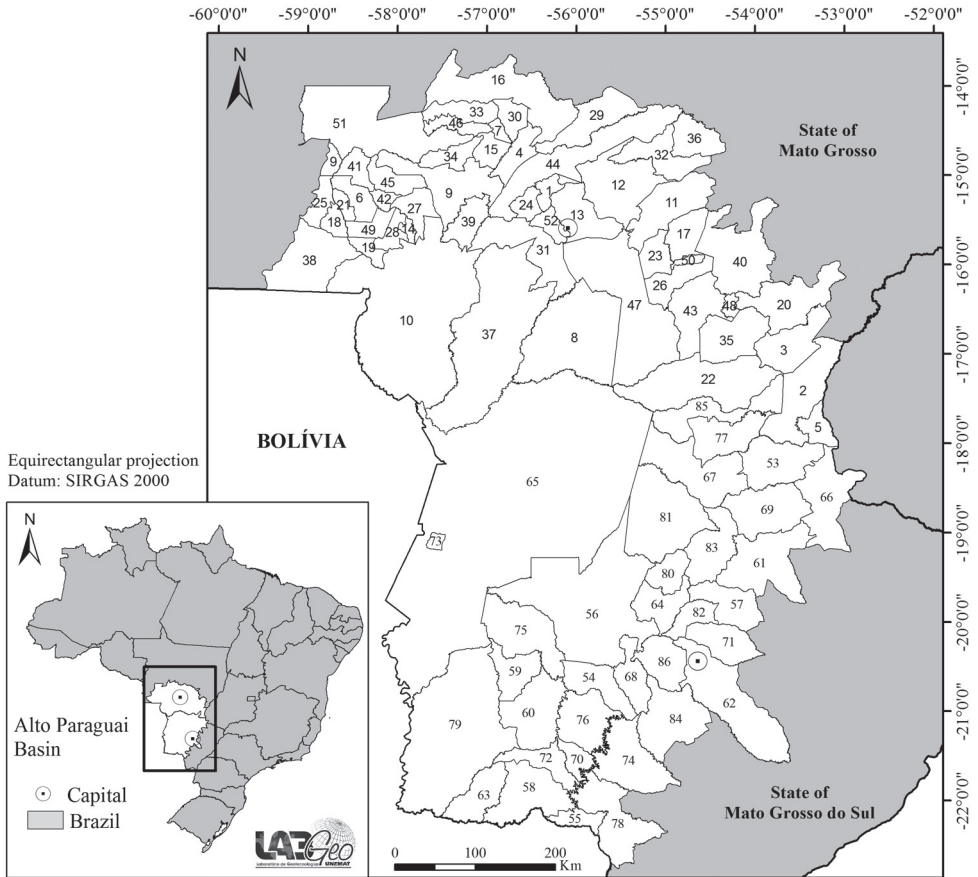 -60°0'0" -59°0'0" -58°0'0" -57°0'0" -56°0'0" -55°0'0" -54°0'0" -53°0'0" -52°0'0"
N
16
-14°0'0"
51 33 30 29
46 7
State of
Mato Grosso
36
15 4 32
34 44
9 41 12
-15°0'0"
45 9 1
25 21 6 42 27 24 13 11
18 39 52 17
49 28 14
19 31 23 50
38 40
-16°0'0"
26
10 37 8 47 43 48 20
35
3
-17°0'0"
22 2
85
5
77
BOLÍVIA
-18°0'0"
53
Equirectangular projection
Datum: SIRGAS 2000
65 67 66
69
81
-19°0'0"
73 83
61
80
56 64 57
82
-20°0'0"
75 71
59 86
54 68
62
-21°0'0"
60 76 84
79
72 70 74
63 58
-22°0'0"
55 78
State of
Mato Grosso do Sul
N
Alto Paraguai
Basin
Capital
Brazil
LABGeo
Laboratório de Geotecnologias UNEMAT
0 100 200
Km